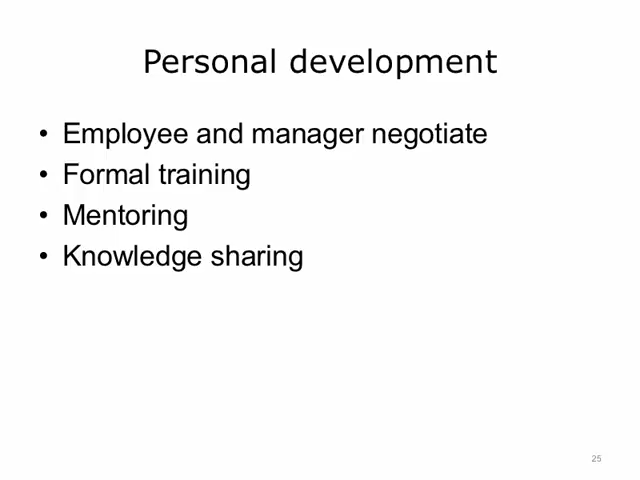 Personal development
• Employee and manager negotiate
• Formal training
• Mentoring
• Knowledge sharing
25